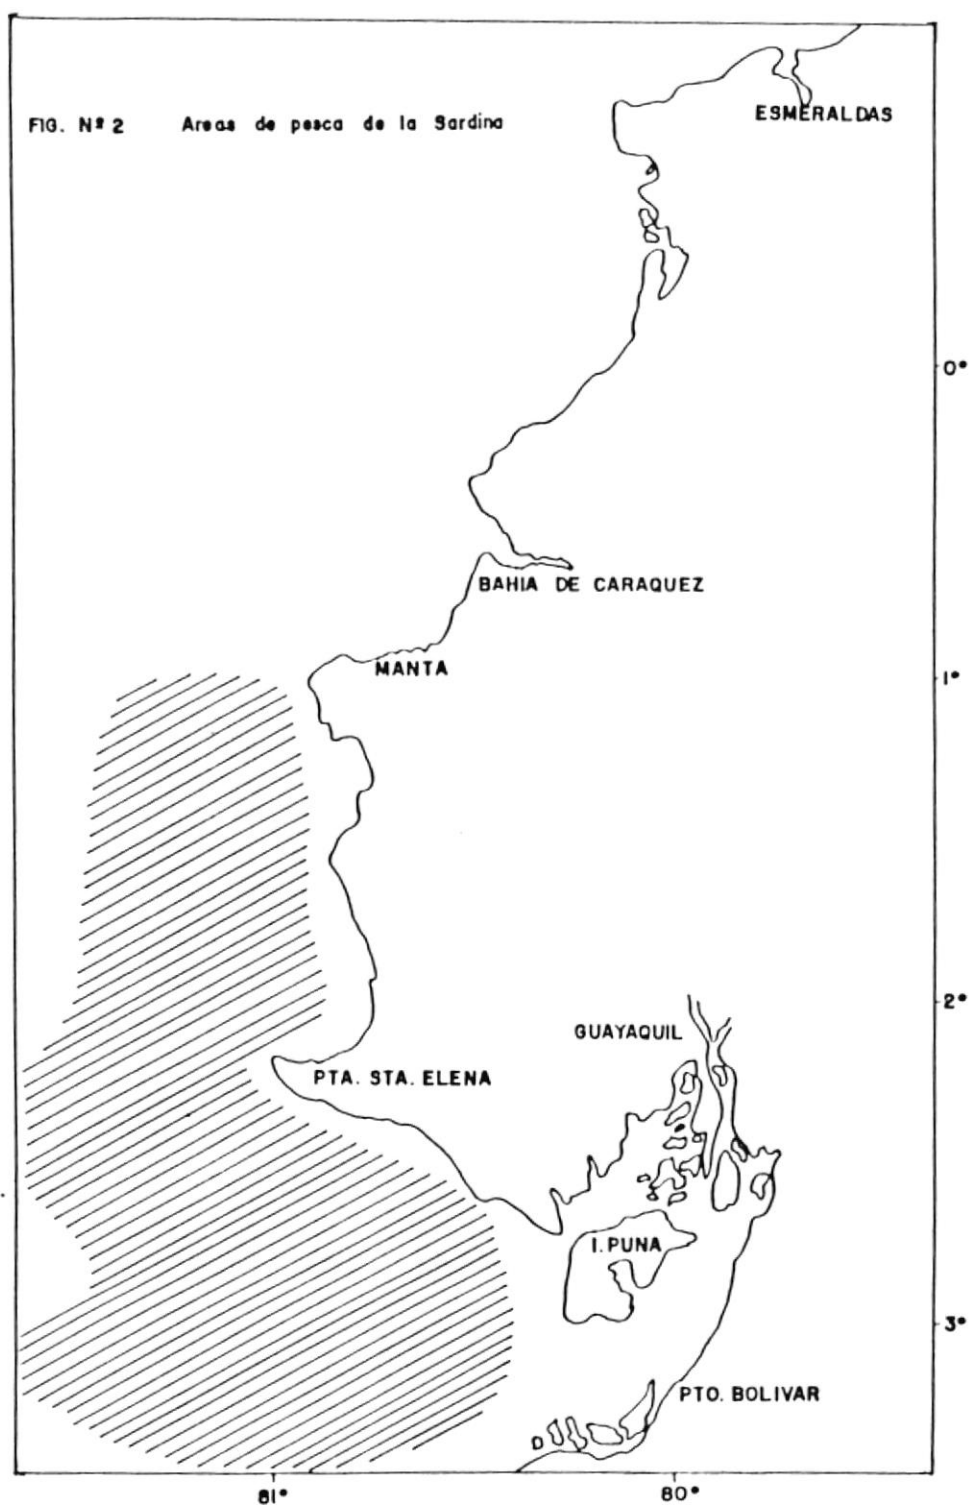 FIG. Nº 2 Areas de pesca de la Sardina
ESMERALDAS
0°
BAHIA DE CARAQUEZ
MANTA
1°
2°
GUAYAQUIL
PTA. STA. ELENA
I. PUNA
3°
PTO. BOLIVAR
81°
80°